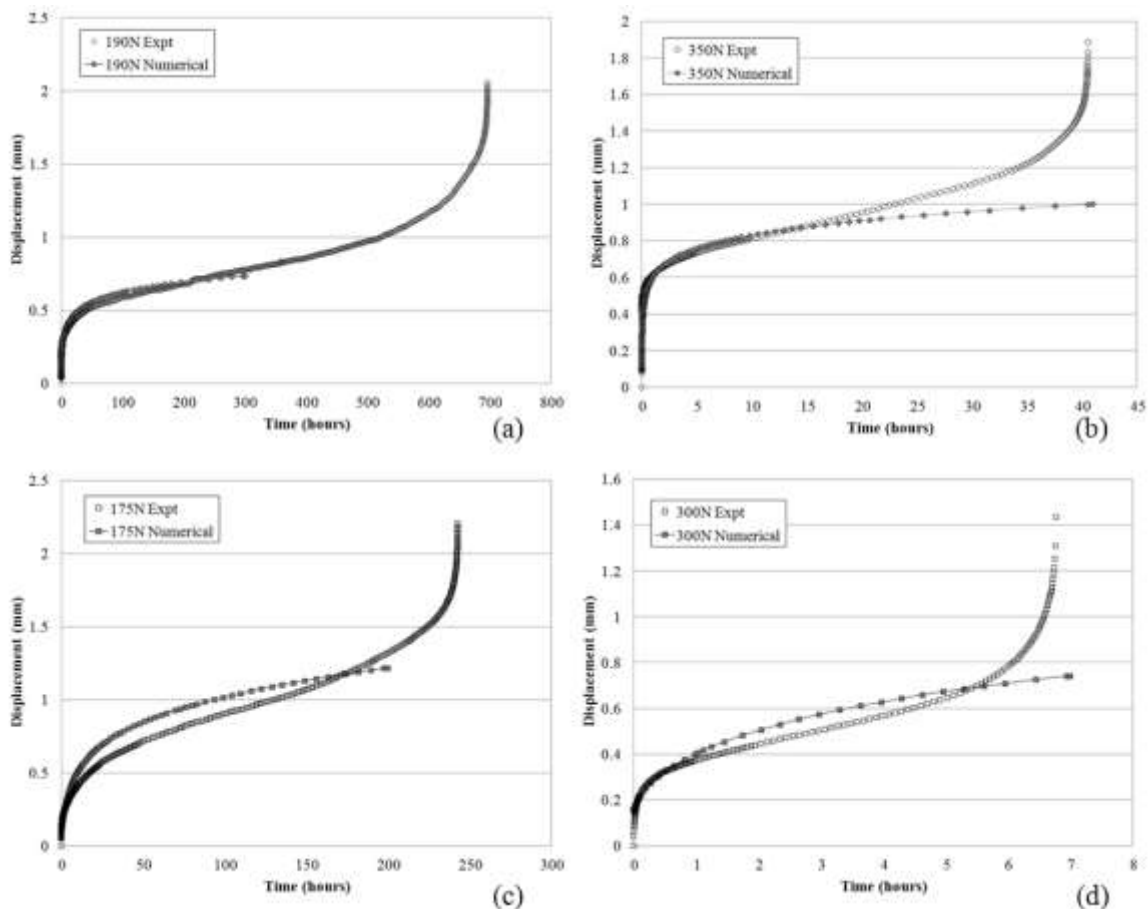 2.5
190N Expt
190N Numerical
2
1.5
1
0.5
0
Displacement (mm)
0 100 200 300 400 500 600 700 800
Time (hours)
(a)
2
350N Expt
350N Numerical
1.8
1.6
1.4
1.2
1
0.8
0.6
0.4
0.2
0
Displacement (mm)
0 5 10 15 20 25 30 35 40 45
Time (hours)
(b)
2.5
175N Expt
175N Numerical
2
1.5
1
0.5
0
Displacement (mm)
0 50 100 150 200 250 300
Time (hours)
(c)
1.6
300N Expt
300N Numerical
1.4
1.2
1
0.8
0.6
0.4
0.2
0
Displacement (mm)
0 1 2 3 4 5 6 7 8
Time (hours)
(d)